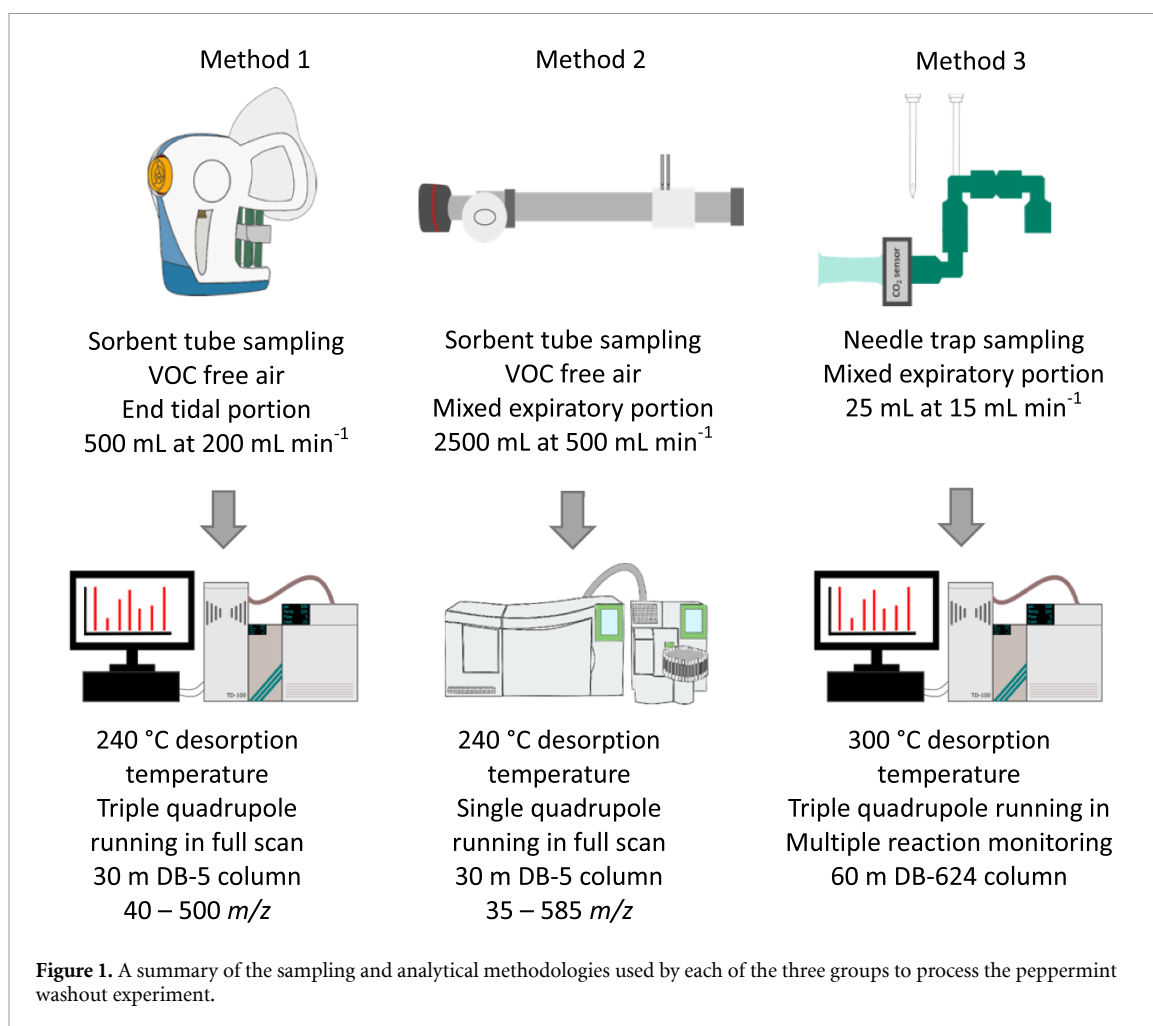 Method 1
Method 2
Method 3
CO₂ sensor
Sorbent tube sampling
VOC free air
End tidal portion
500 mL at 200 mL min⁻¹
Sorbent tube sampling
VOC free air
Mixed expiratory portion
2500 mL at 500 mL min⁻¹
Needle trap sampling
Mixed expiratory portion
25 mL at 15 mL min⁻¹
TD-100
TD-100
240 °C desorption
temperature
Triple quadrupole
running in full scan
30 m DB-5 column
40 – 500 m/z
240 °C desorption
temperature
Single quadrupole
running in full scan
30 m DB-5 column
35 – 585 m/z
300 °C desorption
temperature
Triple quadrupole running in
Multiple reaction monitoring
60 m DB-624 column
Figure 1. A summary of the sampling and analytical methodologies used by each of the three groups to process the peppermint
washout experiment.